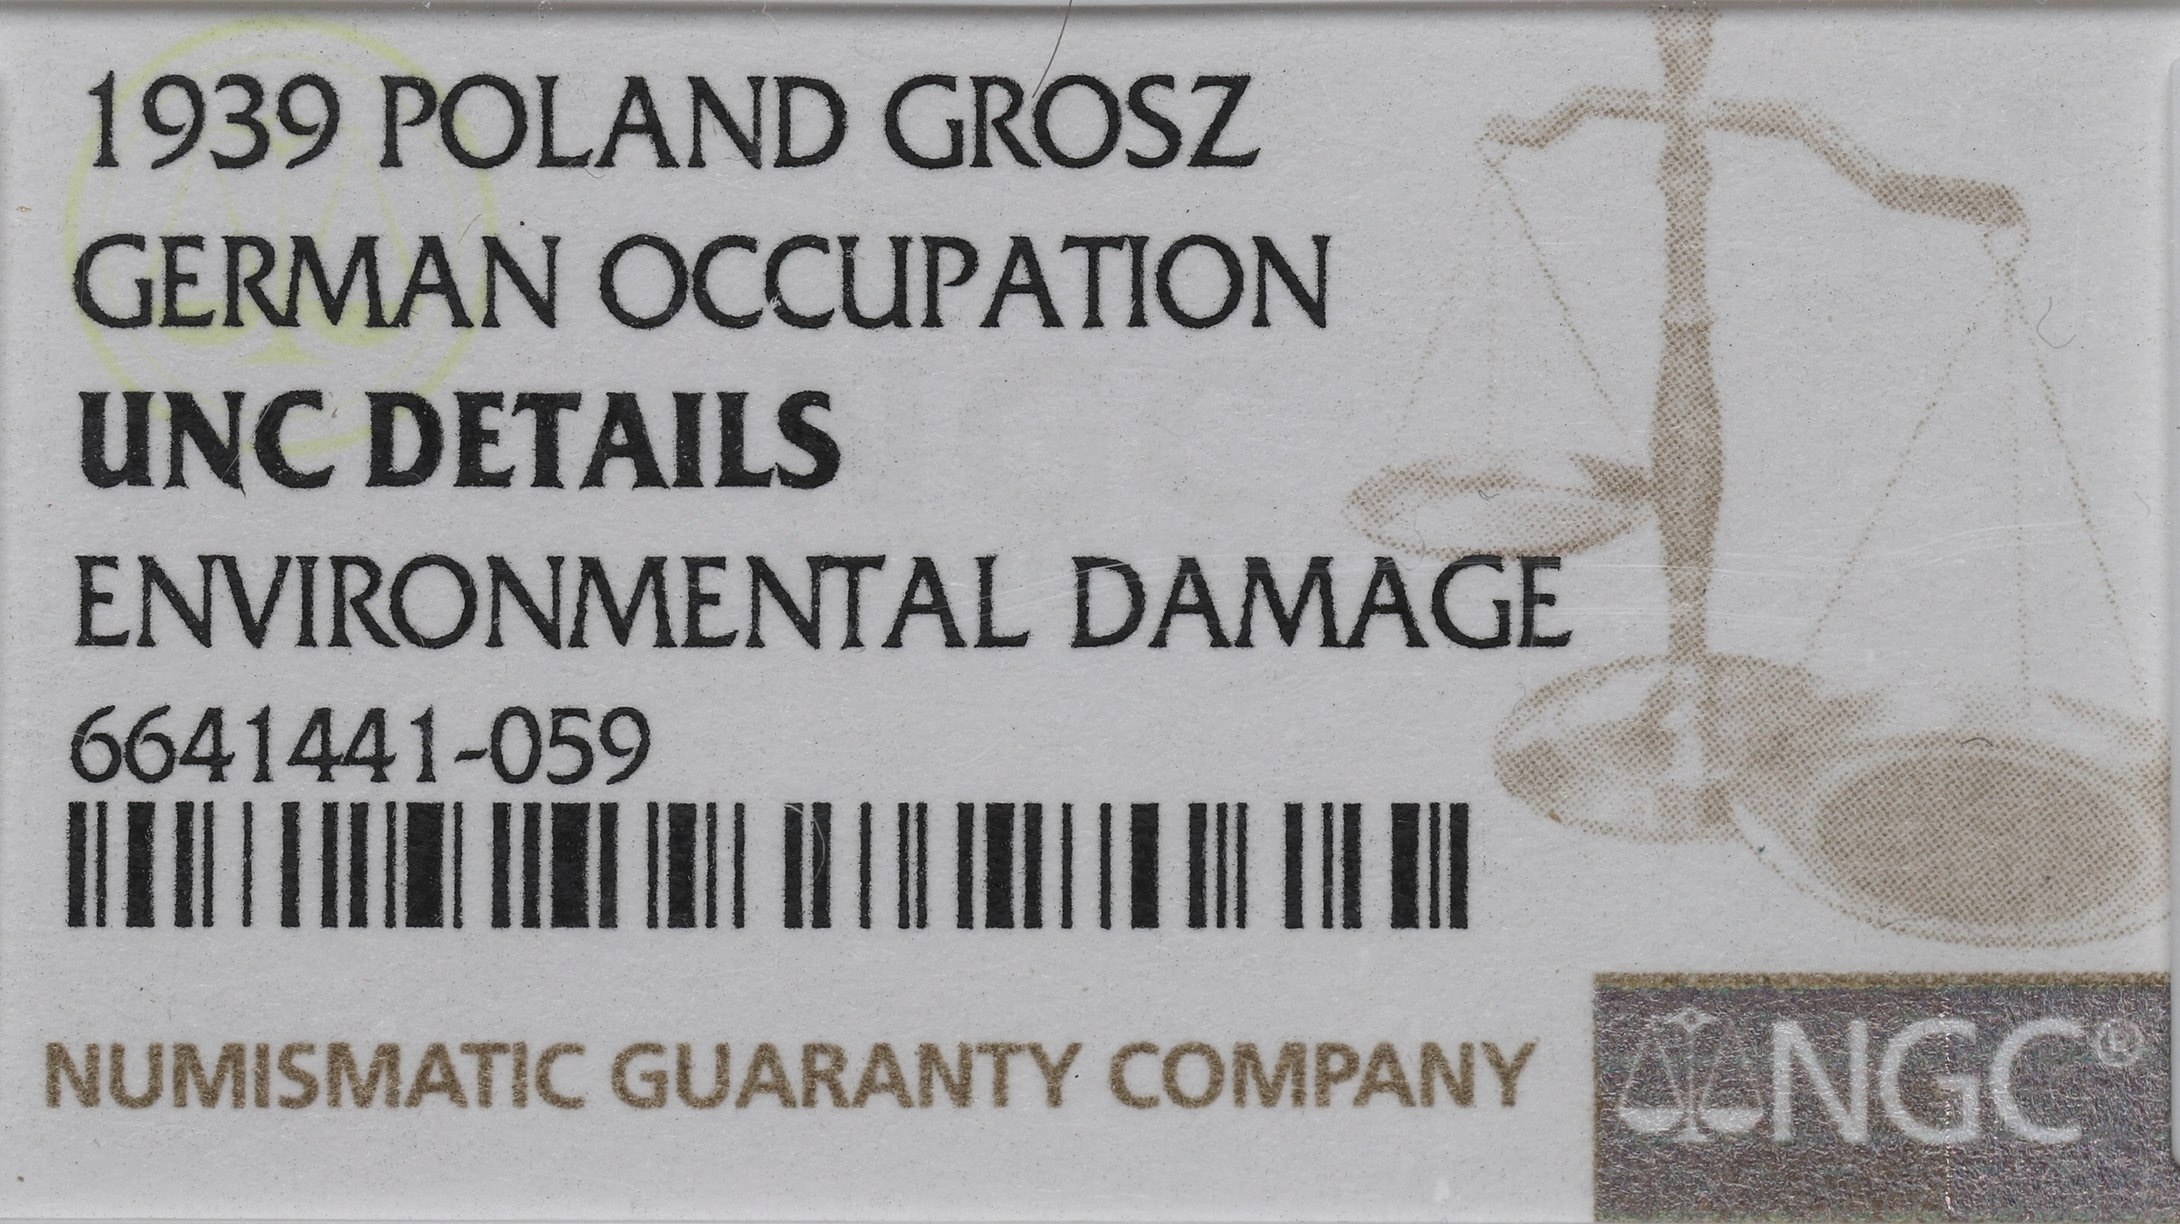 1939 POLAND GROSZ
GERMAN OCCUPATION
UNC DETAILS
ENVIRONMENTAL DAMAGE
6641441-059
NUMISMATIC GUARANTY COMPANY
NGC®